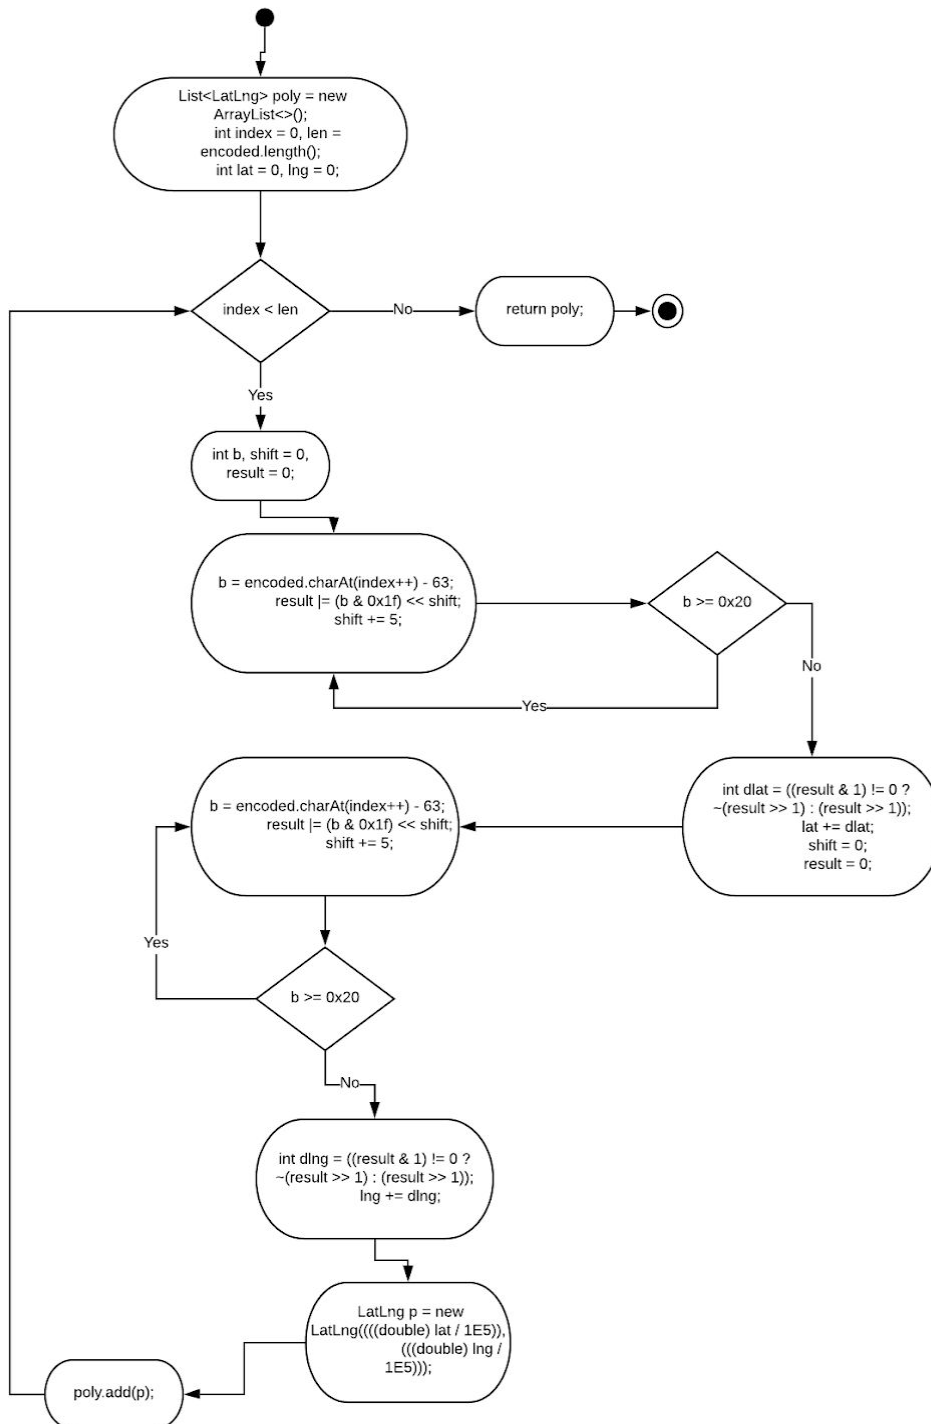 List<LatLng> poly = new
ArrayList<>();
int index = 0, len =
encoded.length();
int lat = 0, lng = 0;
index < len
No
return poly;
Yes
int b, shift = 0,
result = 0;
b = encoded.charAt(index++) - 63;
result |= (b & 0x1f) << shift;
shift += 5;
b >= 0x20
No
Yes
int dlat = ((result & 1) != 0 ?
~(result >> 1) : (result >> 1));
lat += dlat;
shift = 0;
result = 0;
b = encoded.charAt(index++) - 63;
result |= (b & 0x1f) << shift;
shift += 5;
Yes
b >= 0x20
No
int dlng = ((result & 1) != 0 ?
~(result >> 1) : (result >> 1));
lng += dlng;
LatLng p = new
LatLng((((double) lat / 1E5)),
(((double) lng /
1E5)));
poly.add(p);